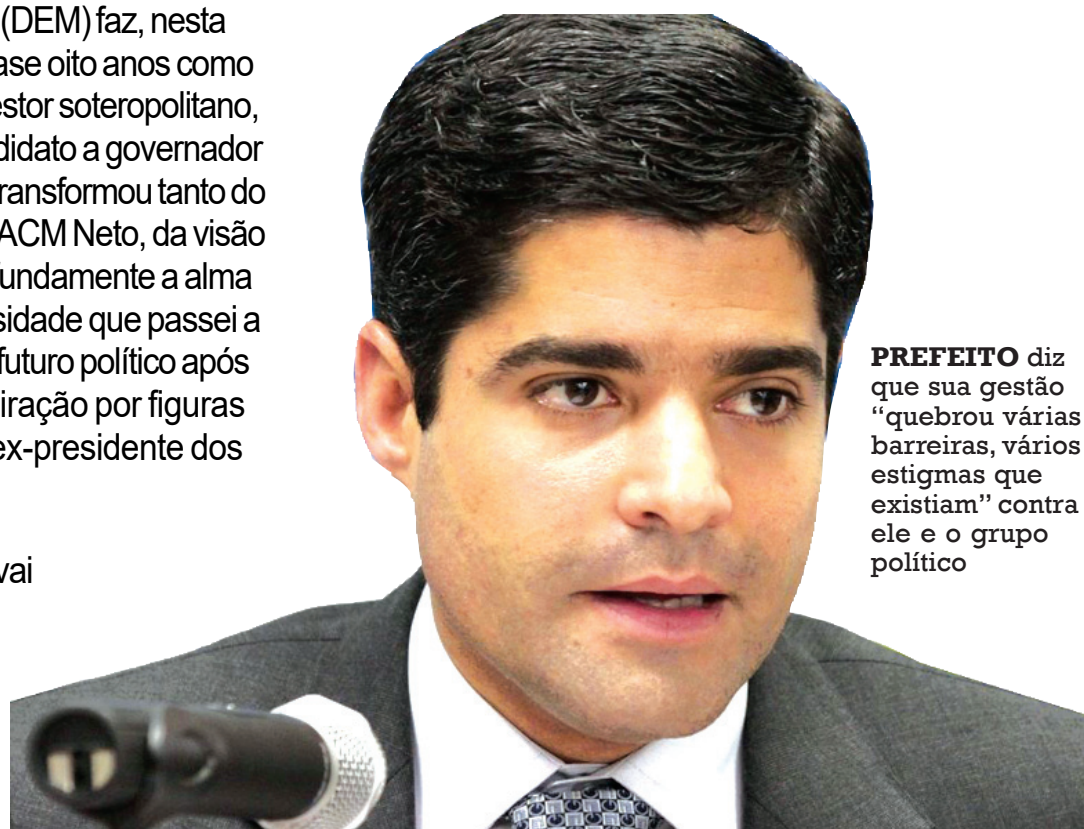 (DEM) faz, nesta
ase oito anos como
estor soteropolitano,
didato a governador
transformou tanto do
ACM Neto, da visão
fundamente a alma
sidade que passei a
futuro político após
iração por figuras
ex-presidente dos
vai
PREFEITO diz
que sua gestão
“quebrou várias
barreiras, vários
estigmas que
existiam” contra
ele e o grupo
político